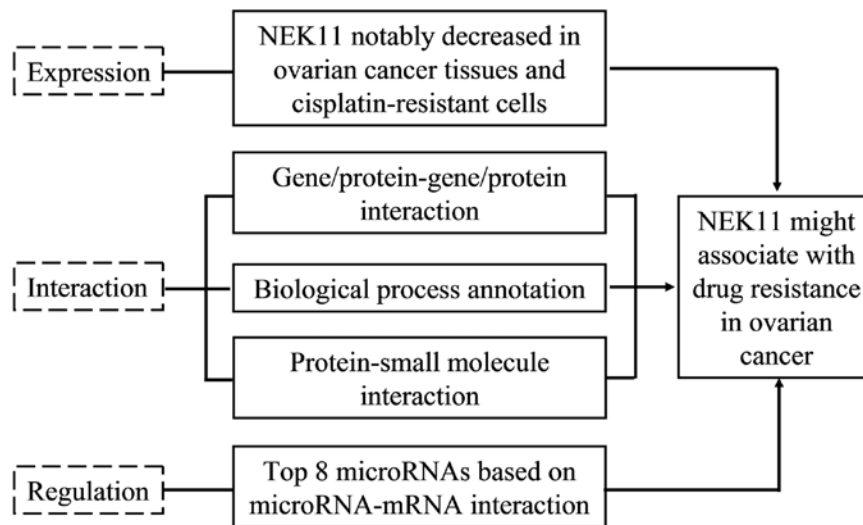 Expression
NEK11 notably decreased in
ovarian cancer tissues and
cisplatin-resistant cells
Interaction
Gene/protein-gene/protein
interaction
Biological process annotation
Protein-small molecule
interaction
Regulation
Top 8 microRNAs based on
microRNA-mRNA interaction
NEK11 might
associate with
drug resistance
in ovarian
cancer